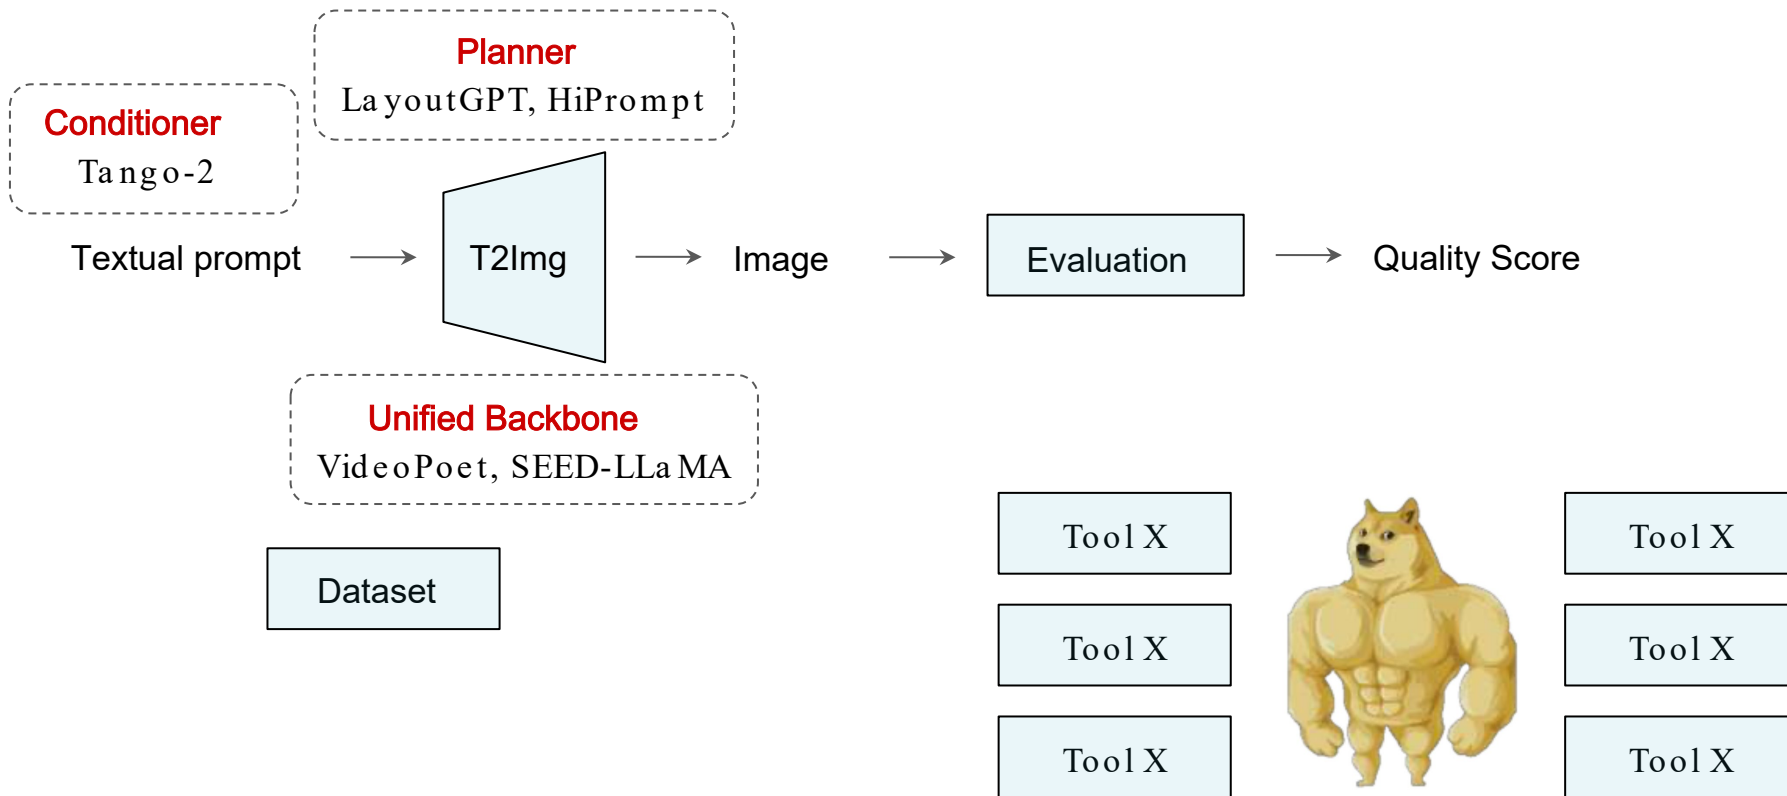 Planner
LayoutGPT, HiPrompt
Conditioner
Tango-2
Textual prompt
T2Img
Image
Evaluation
Quality Score
Unified Backbone
VideoPoet, SEED-LLaMA
Dataset
Tool X
Tool X
Tool X
Tool X
Tool X
Tool X